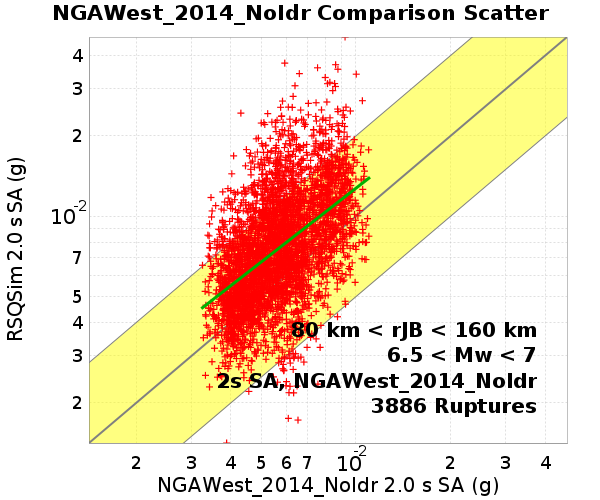 NGAWest_2014_NoIdr Comparison Scatter
RSQSim 2.0 s SA (g)
4
3
2
10-2
7
5
4
3
2
80 km < rJB < 160 km
6.5 < Mw < 7
2s SA, NGAWest_2014_NoIdr
3886 Ruptures
2 3 4 5 6 7 10-2 2 3 4
NGAWest_2014_NoIdr 2.0 s SA (g)